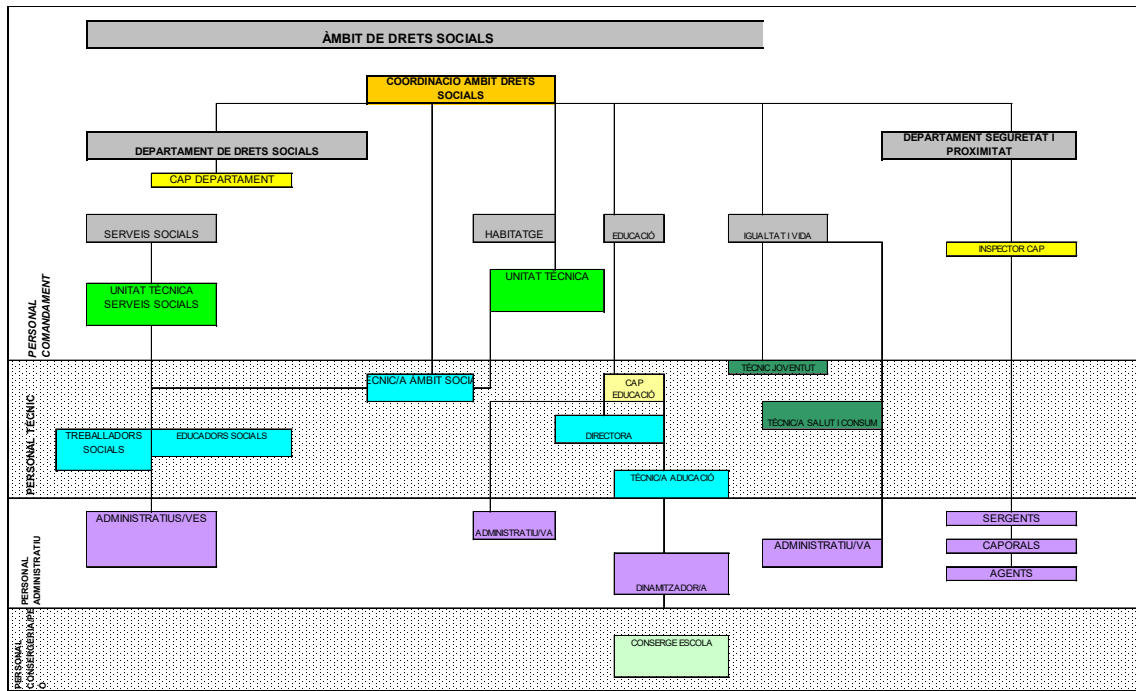 ÀMBIT DE DRETS SOCIALS
COORDINACIÓ ÀMBIT DRETS
SOCIALS
DEPARTAMENT DE DRETS SOCIALS
DEPARTAMENT SEGURETAT I
PROXIMITAT
CAP DEPARTAMENT
SERVEIS SOCIALS
HABITATGE
EDUCACIÓ
IGUALTAT I VIDA
INSPECTOR CAP
UNITAT TÈCNICA
SERVEIS SOCIALS
UNITAT TÈCNICA
PERSONAL
COMANDAMENT
TÈCNIC JOVENTUT
ECNIC/A ÀMBIT SOCIA
CAP
EDUCACIÓ
TÈCNIC/A SALUT I CONSUM
TREBALLADORS
SOCIALS
EDUCADORS SOCIALS
DIRECTORA
TÈCNIC/A ADUCACIÓ
PERSONAL TÈCNIC
ADMINISTRATIUS/VES
ADMINISTRATIU/VA
ADMINISTRATIU/VA
SERGENTS
CAPORALS
AGENTS
DINAMITZADOR/A
PERSONAL
ADMINISTRATIU
CONSERGE ESCOLA
PERSONAL
CONSERGERIA/PE
Ó